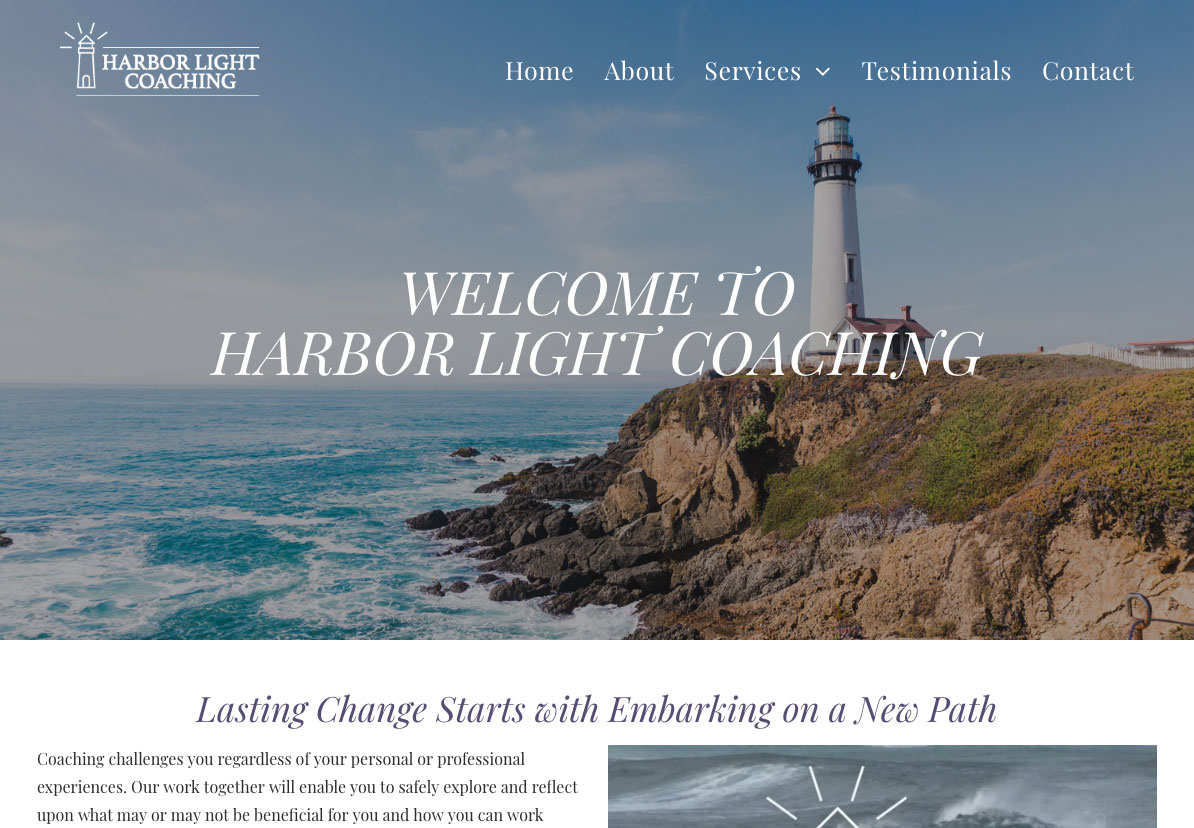 HARBOR LIGHT
COACHING
Home About Services Testimonials Contact
WELCOME TO
HARBOR LIGHT COACHING
Lasting Change Starts with Embarking on a New Path
Coaching challenges you regardless of your personal or professional
experiences. Our work together will enable you to safely explore and reflect
upon what may or may not be beneficial for you and how you can work